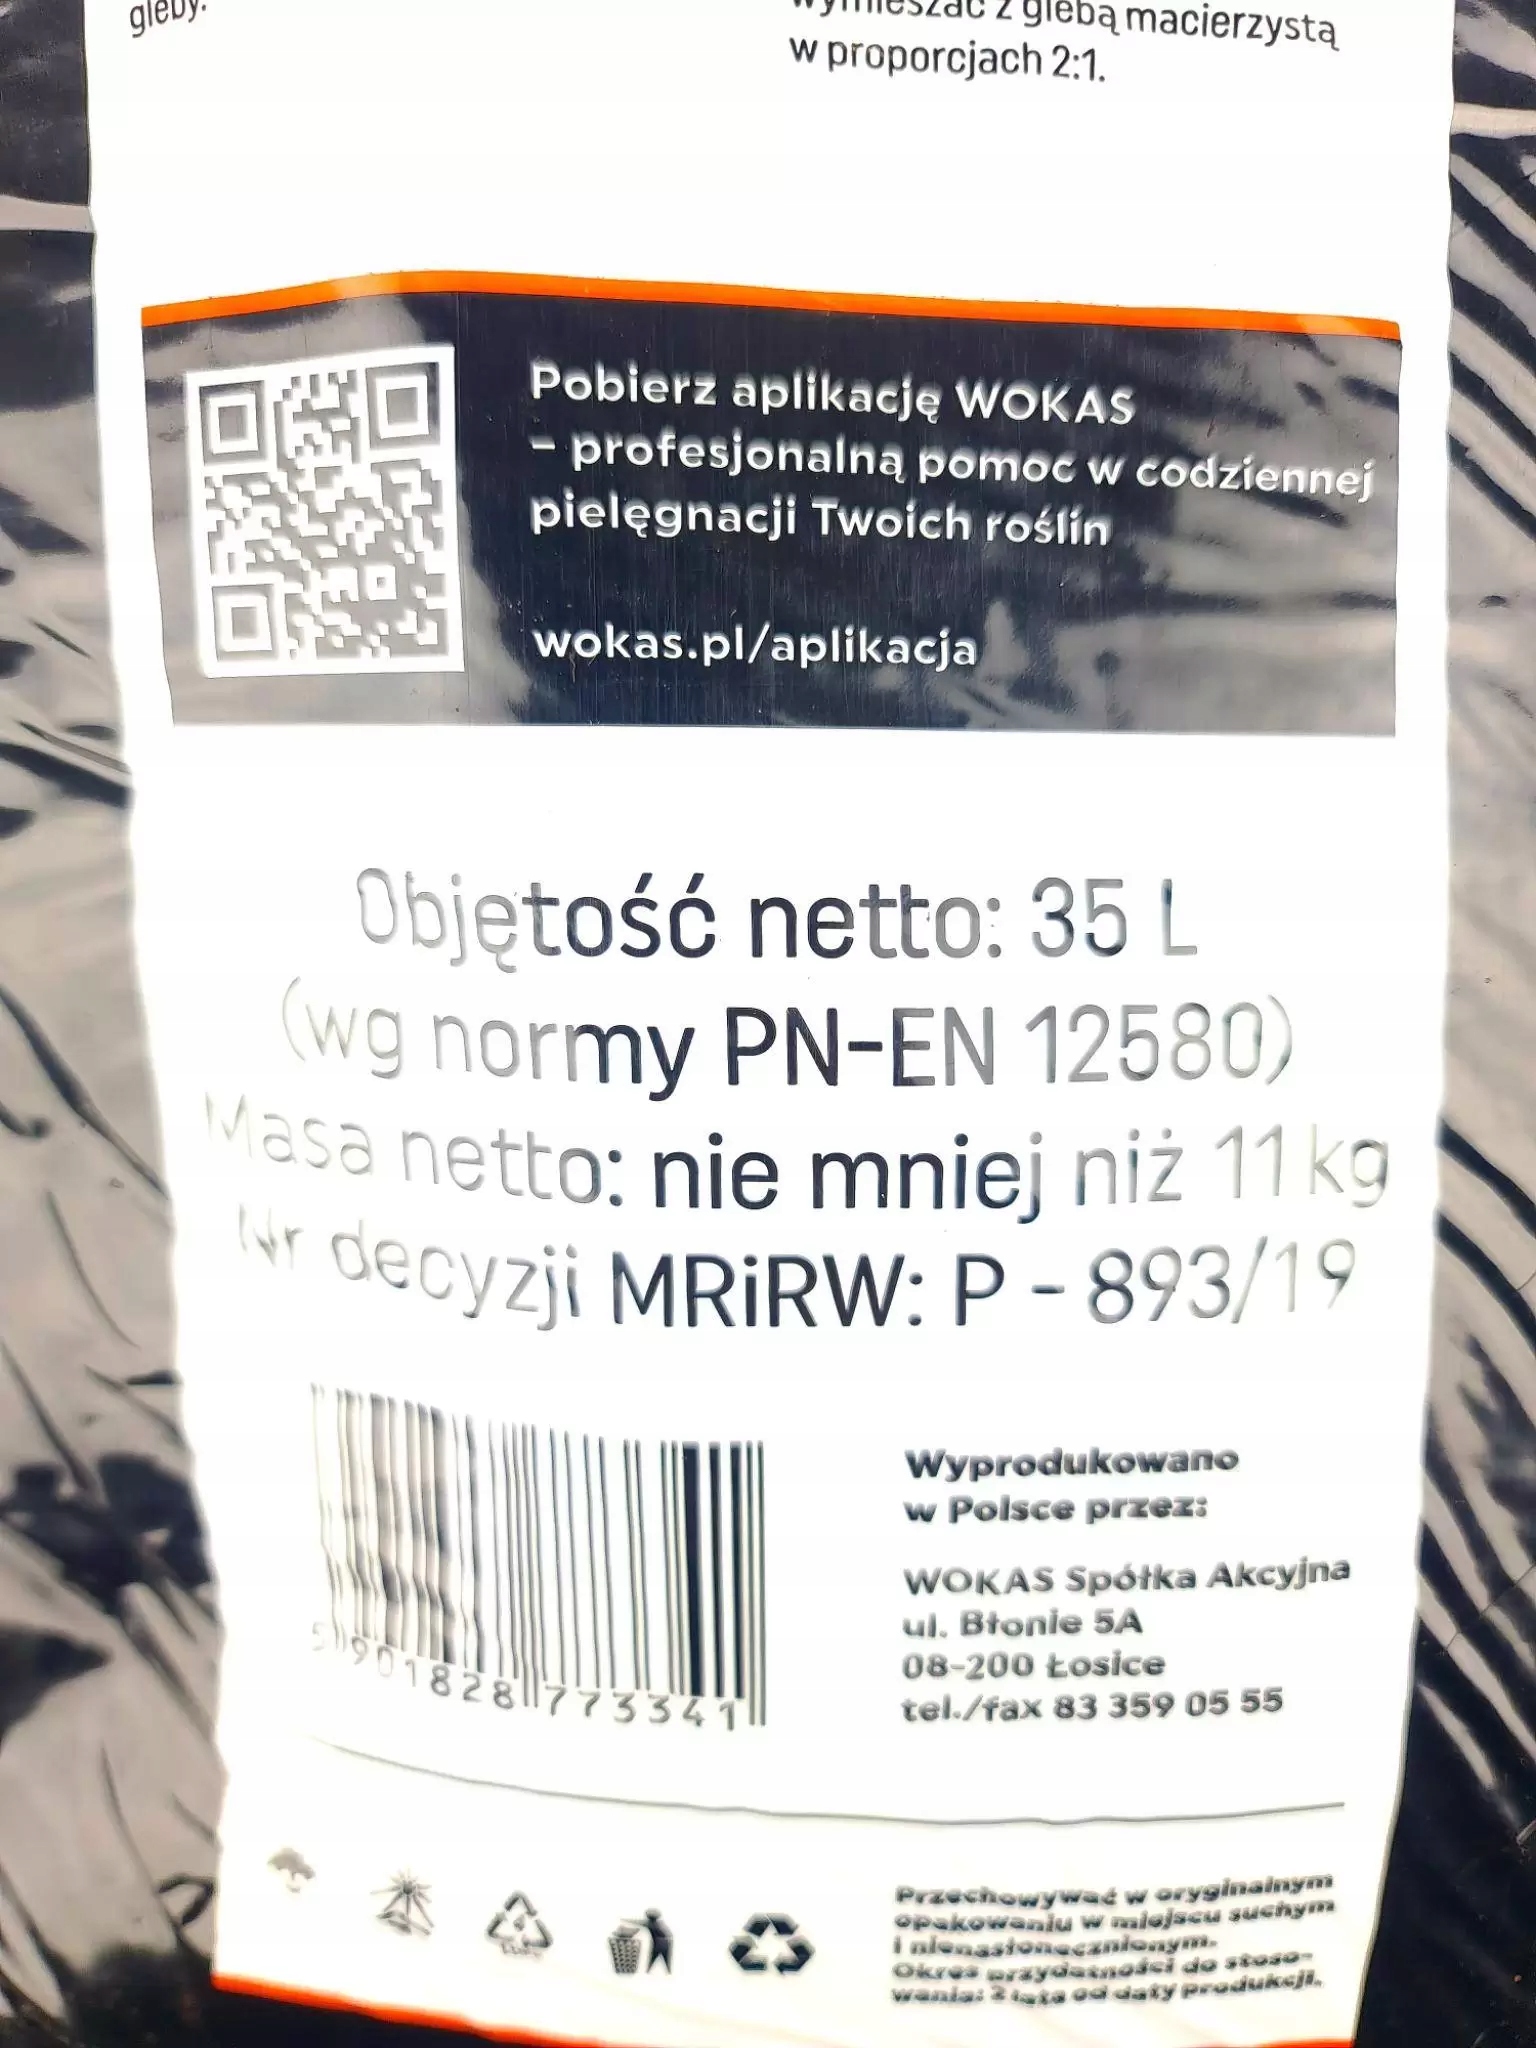 gleby.
wymieszać z glebą macierzystą
w proporcjach 2:1.
Pobierz aplikację WOKAS
– profesjonalną pomoc w codziennej
pielęgnacji Twoich roślin
wokas.pl/aplikacja
Objętość netto: 35 L
(wg normy PN-EN 12580)
Masa netto: nie mniej niż 11 kg
Nr decyzji MRiRW: P - 893/19
5 901828 773341
Wyprodukowano
w Polsce przez:
WOKAS Spółka Akcyjna
ul. Błonie 5A
08-200 Łosice
tel./fax 83 359 05 55
Przechowywać w oryginalnym
opakowaniu w miejscu suchym
i nienasłonecznionym.
Okres przydatności do stoso-
wania: 2 lata od daty produkcji.